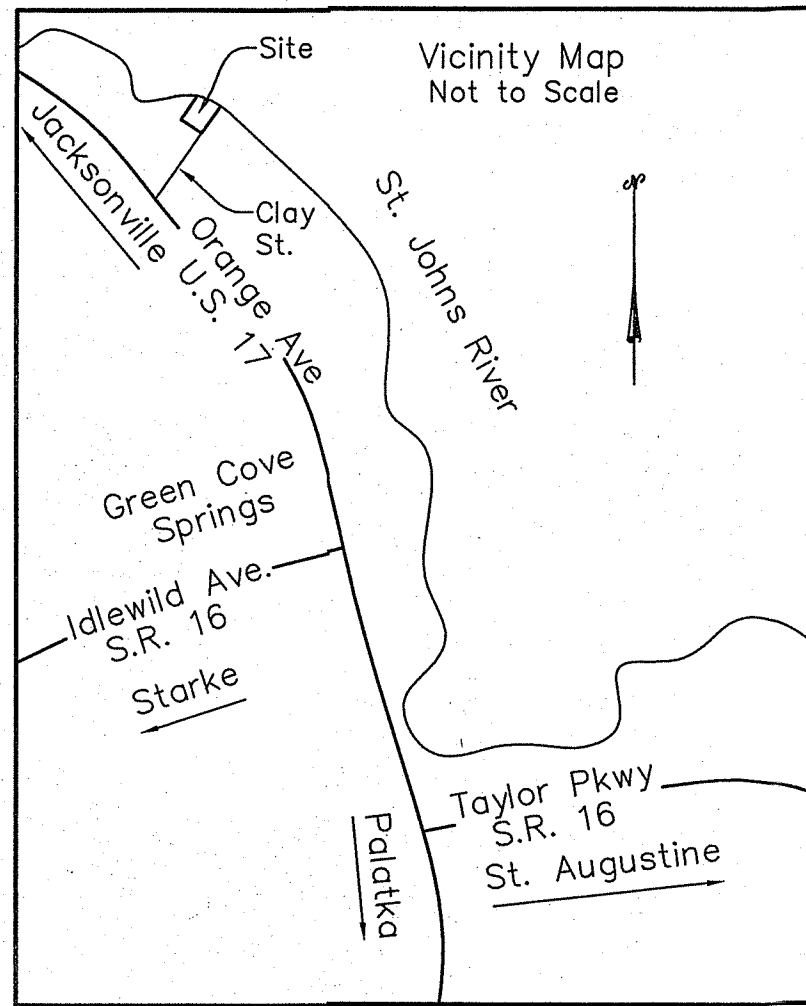 Site
Vicinity Map
Not to Scale
Jacksonville
Clay
St.
Orange Ave
U.S. 17
St. Johns River
Green Cove
Springs
Idlewild Ave.
S.R. 16
Starke
Taylor Pkwy
S.R. 16
St. Augustine
Palatka